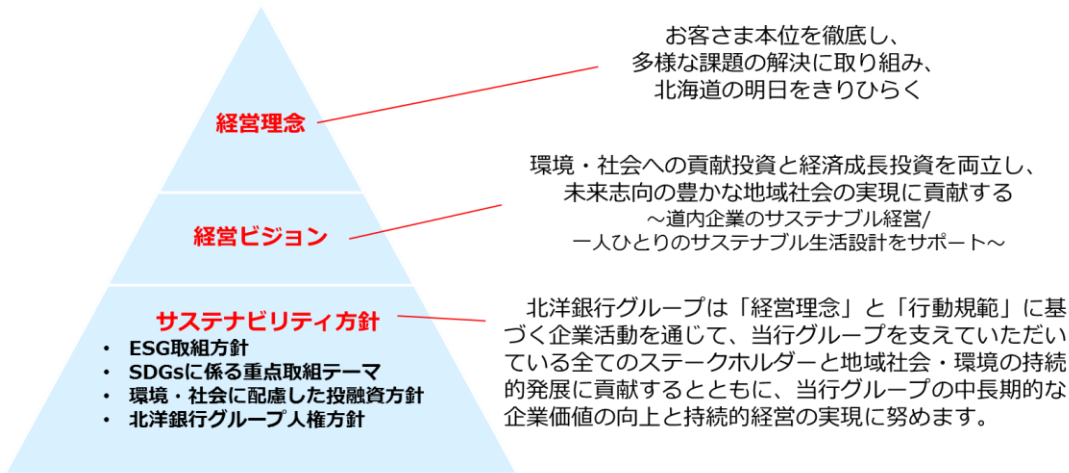 経営理念
お客さま本位を徹底し、
多様な課題の解決に取り組み、
北海道の明日をきりひらく
経営ビジョン
環境・社会への貢献投資と経済成長投資を両立し、
未来志向の豊かな地域社会の実現に貢献する
～道内企業のサステナブル経営/
一人ひとりのサステナブル生活設計をサポート～
サステナビリティ方針
• ESG取組方針
• SDGsに係る重点取組テーマ
• 環境・社会に配慮した投融資方針
• 北洋銀行グループ人権方針
北洋銀行グループは「経営理念」と「行動規範」に基
づく企業活動を通じて、当行グループを支えていただい
ている全てのステークホルダーと地域社会・環境の持続
的発展に貢献するとともに、当行グループの中長期的な
企業価値の向上と持続的経営の実現に努めます。